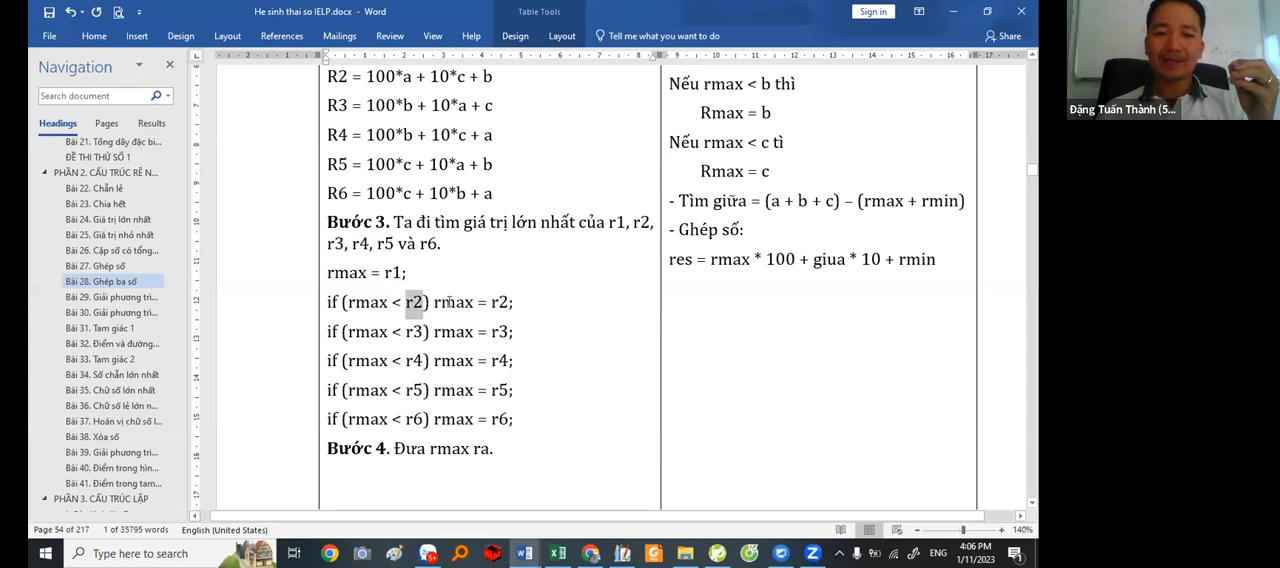 He sinh thai so IELP.docx - Word
Table Tools
Sign in
File
Home
Insert
Design
Layout
References
Mailings
Review
View
Help
Design
Layout
Tell me what you want to do
Share
Navigation
Search document
Headings
Pages
Results
Bài 21. Tổng dãy đặc bi...
ĐỀ THI THỬ SỐ 1
PHẦN 2. CẤU TRÚC RẼ N...
Bài 22. Chẵn lẻ
Bài 23. Chia hết
Bài 24. Giá trị lớn nhất
Bài 25. Giá trị nhỏ nhất
Bài 26. Cặp số có tổng...
Bài 27. Ghép số
Bài 28. Ghép ba số
Bài 29. Giải phương trì...
Bài 30. Giải phương trì...
Bài 31. Tam giác 1
Bài 32. Điểm và đường...
Bài 33. Tam giác 2
Bài 34. Số chẵn lớn nhất
Bài 35. Chữ số lớn nhất
Bài 36. Chữ số lẻ lớn n...
Bài 37. Hoán vị chữ số l...
Bài 38. Xóa số
Bài 39. Giải phương trì...
Bài 40. Điểm trong hìn...
Bài 41. Điểm trong tam...
PHẦN 3. CẤU TRÚC LẶP
R2 = 100*a + 10*c + b
R3 = 100*b + 10*a + c
R4 = 100*b + 10*c + a
R5 = 100*c + 10*a + b
R6 = 100*c + 10*b + a
Bước 3. Ta đi tìm giá trị lớn nhất của r1, r2,
r3, r4, r5 và r6.
rmax = r1;
if (rmax < r2) rmax = r2;
if (rmax < r3) rmax = r3;
if (rmax < r4) rmax = r4;
if (rmax < r5) rmax = r5;
if (rmax < r6) rmax = r6;
Bước 4. Đưa rmax ra.
Nếu rmax < b thì
Rmax = b
Nếu rmax < c tì
Rmax = c
- Tìm giữa = (a + b + c) – (rmax + rmin)
- Ghép số:
res = rmax * 100 + giua * 10 + rmin
Đặng Tuấn Thành (5...
Page 54 of 217
1 of 35795 words
English (United States)
140%
Type here to search
ENG
4:06 PM
1/11/2023